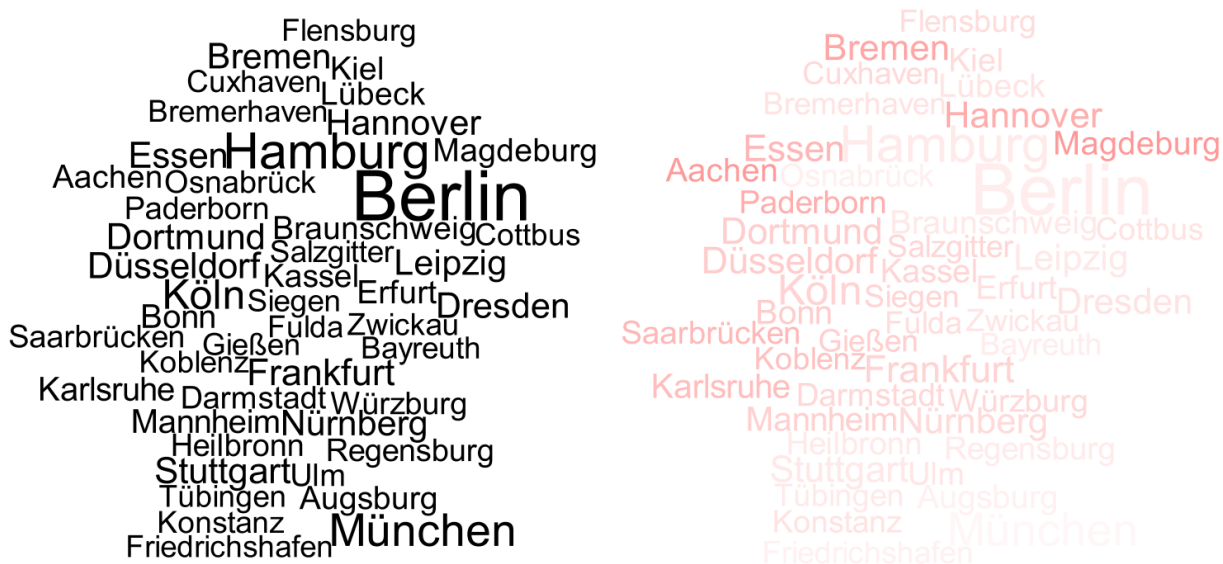 Flensburg
Bremen Kiel
Cuxhaven Lübeck
Bremerhaven Hannover
Essen Hamburg Magdeburg
Aachen Osnabrück Berlin
Paderborn Braunschweig Cottbus
Dortmund Salzgitter
Düsseldorf Kassel Leipzig
Köln Siegen Erfurt Dresden
Bonn Fulda Zwickau
Saarbrücken Gießen Bayreuth
Koblenz Frankfurt
Karlsruhe Darmstadt Würzburg
Mannheim Nürnberg
Heilbronn Regensburg
Stuttgart Ulm
Tübingen Augsburg
Konstanz München
Friedrichshafen
Flensburg
Bremen Kiel
Cuxhaven Lübeck
Bremerhaven Hannover
Essen Hamburg Magdeburg
Aachen Osnabrück Berlin
Paderborn Braunschweig Cottbus
Dortmund Salzgitter
Düsseldorf Kassel Leipzig
Köln Siegen Erfurt Dresden
Bonn Fulda Zwickau
Saarbrücken Gießen Bayreuth
Koblenz Frankfurt
Karlsruhe Darmstadt Würzburg
Mannheim Nürnberg
Heilbronn Regensburg
Stuttgart Ulm
Tübingen Augsburg
Konstanz München
Friedrichshafen